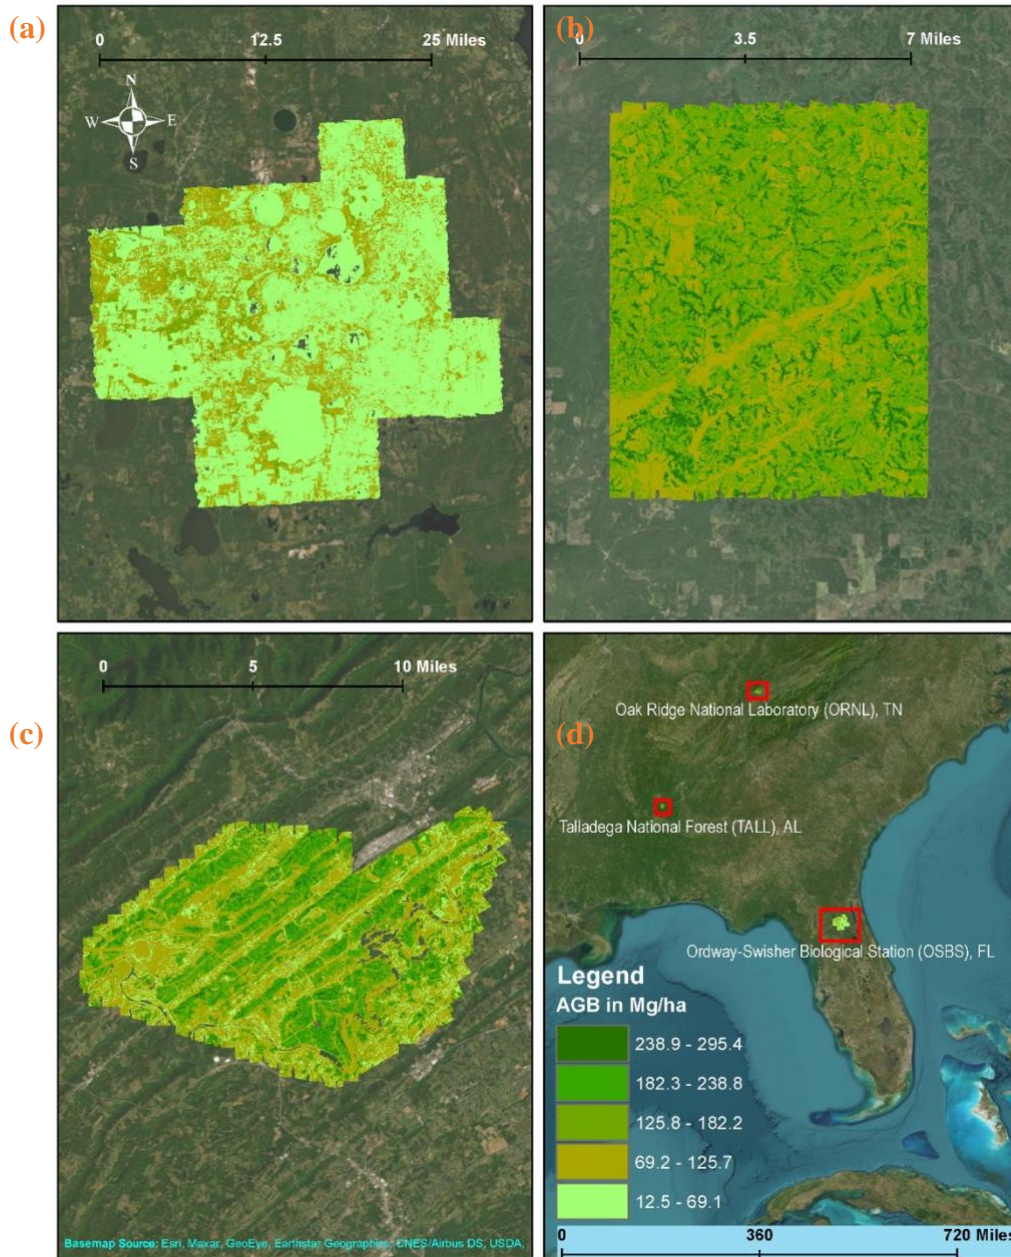 (a)
0 12.5 25 Miles
N
W E
S
(b)
0 3.5 7 Miles
(c)
0 5 10 Miles
Basemap Source: Esri, Maxar, GeoEye, Earthstar Geographics, CNES/Airbus DS, USDA,
(d)
Oak Ridge National Laboratory (ORNL), TN
Talladega National Forest (TALL), AL
Ordway-Swisher Biological Station (OSBS), FL
Legend
AGB in Mg/ha
238.9 - 295.4
182.3 - 238.8
125.8 - 182.2
69.2 - 125.7
12.5 - 69.1
0 360 720 Miles